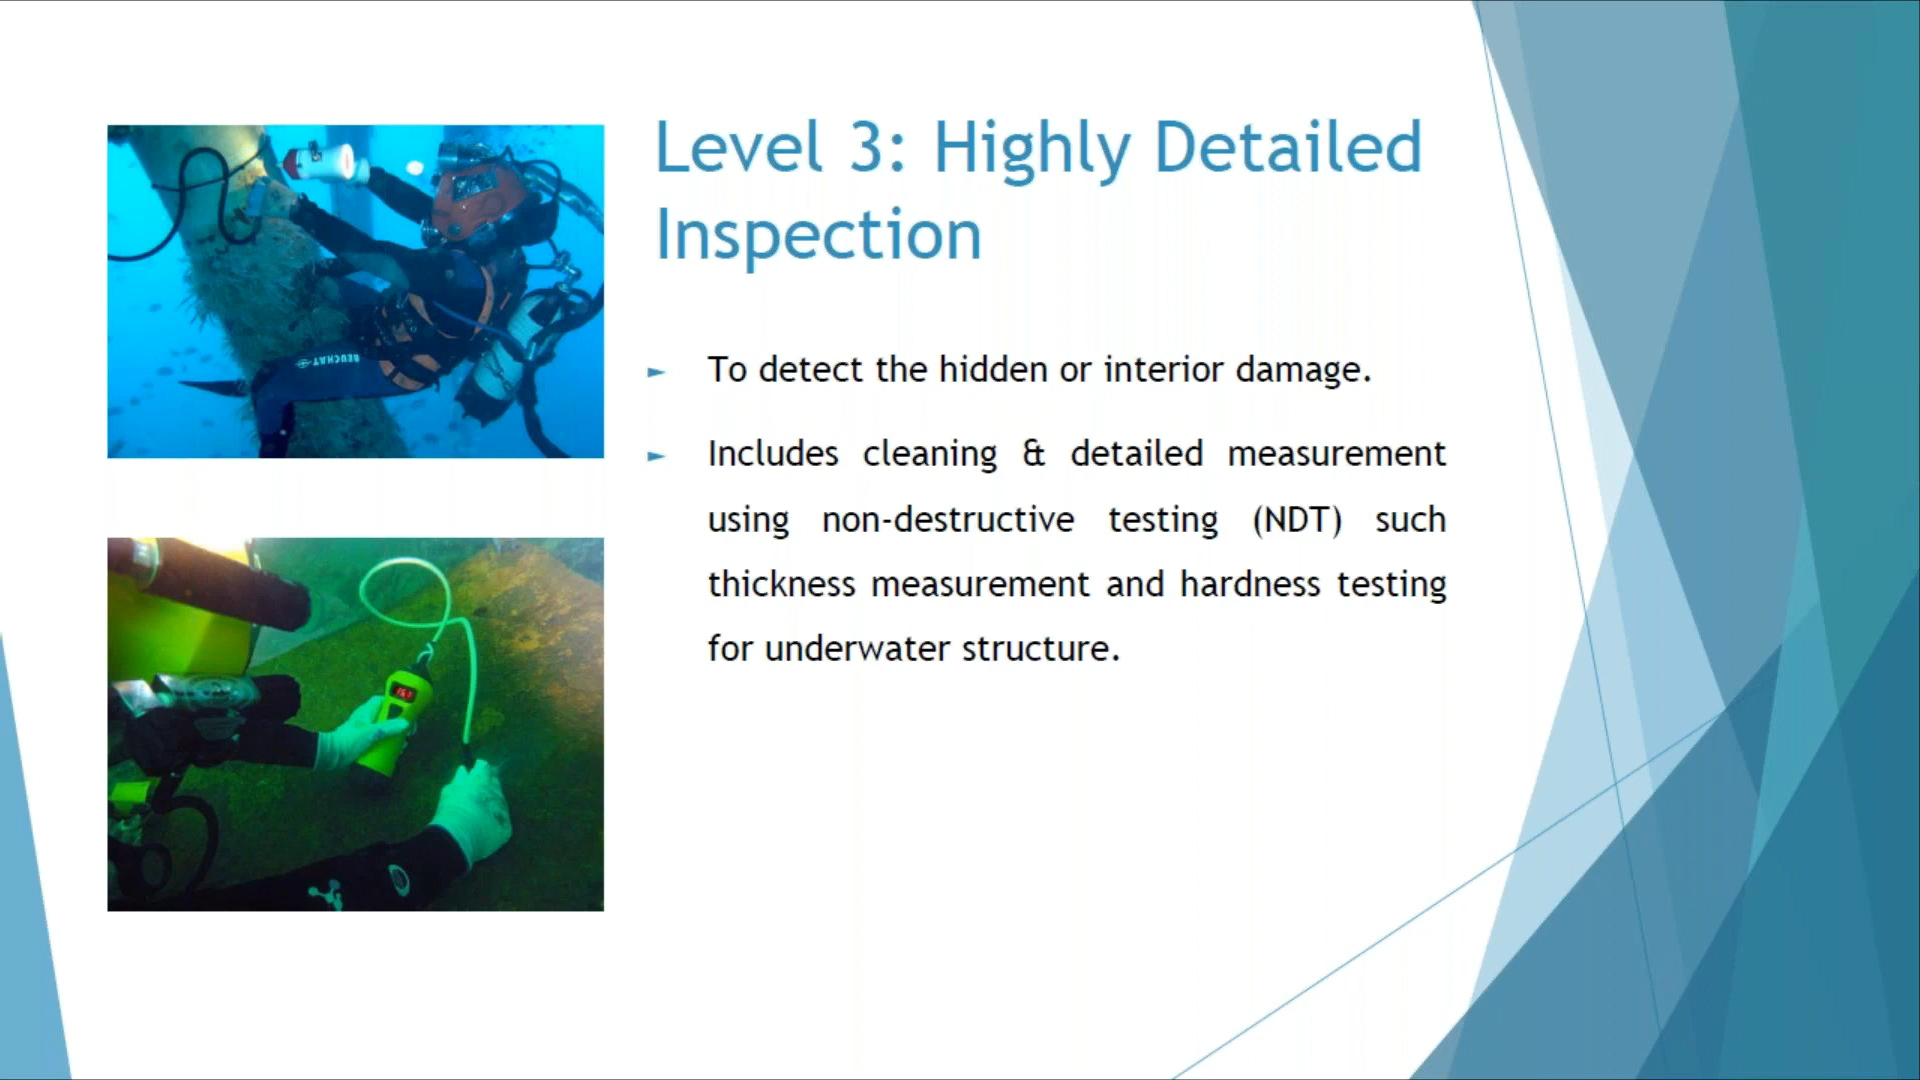 Level 3: Highly Detailed
Inspection
► To detect the hidden or interior damage.
► Includes cleaning & detailed measurement
using non-destructive testing (NDT) such
thickness measurement and hardness testing
for underwater structure.
BEUCHAT